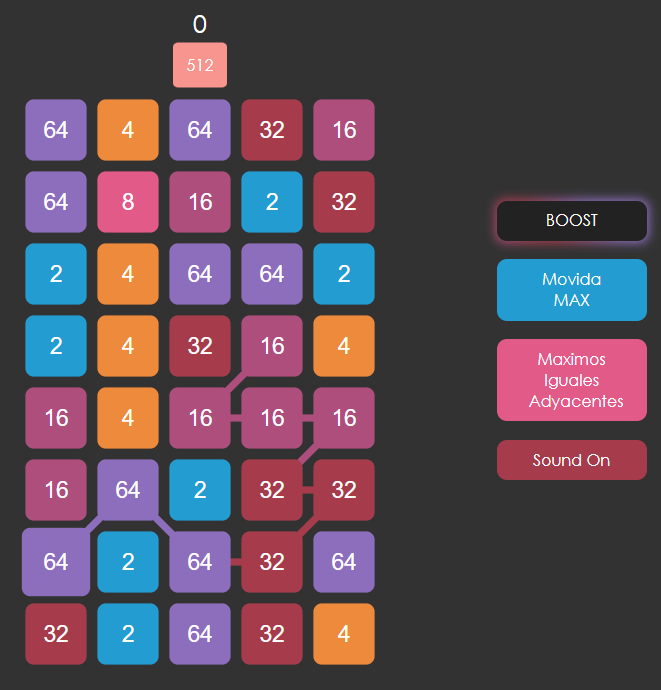 0
512
64 4 64 32 16
64 8 16 2 32
BOOST
2 4 64 64 2
Movida
MAX
2 4 32 16 4
Maximos
Iguales
Adyacentes
16 4 16 16 16
16 64 2 32 32
Sound On
64 2 64 32 64
32 2 64 32 4